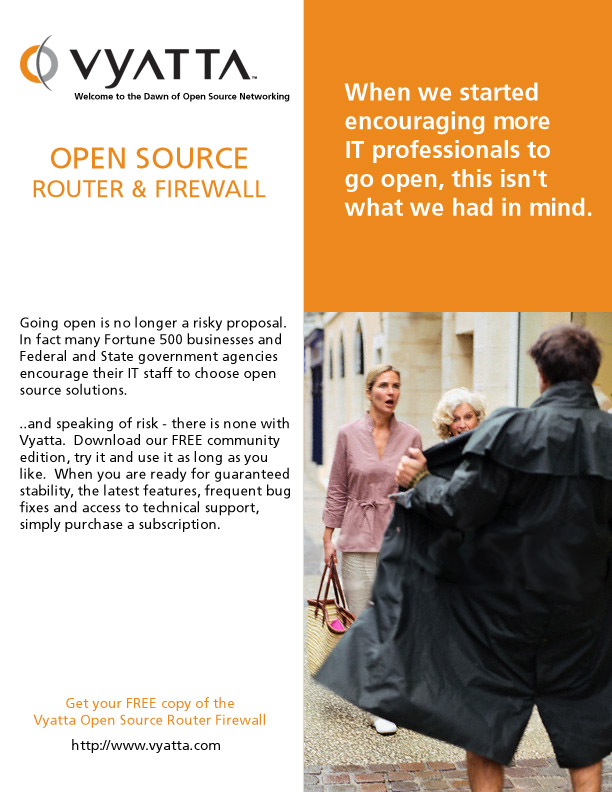 VYATTA™
Welcome to the Dawn of Open Source Networking
OPEN SOURCE
ROUTER & FIREWALL
When we started
encouraging more
IT professionals to
go open, this isn't
what we had in mind.
Going open is no longer a risky proposal.
In fact many Fortune 500 businesses and
Federal and State government agencies
encourage their IT staff to choose open
source solutions.
..and speaking of risk - there is none with
Vyatta.  Download our FREE community
edition, try it and use it as long as you
like.  When you are ready for guaranteed
stability, the latest features, frequent bug
fixes and access to technical support,
simply purchase a subscription.
Get your FREE copy of the
Vyatta Open Source Router Firewall
http://www.vyatta.com